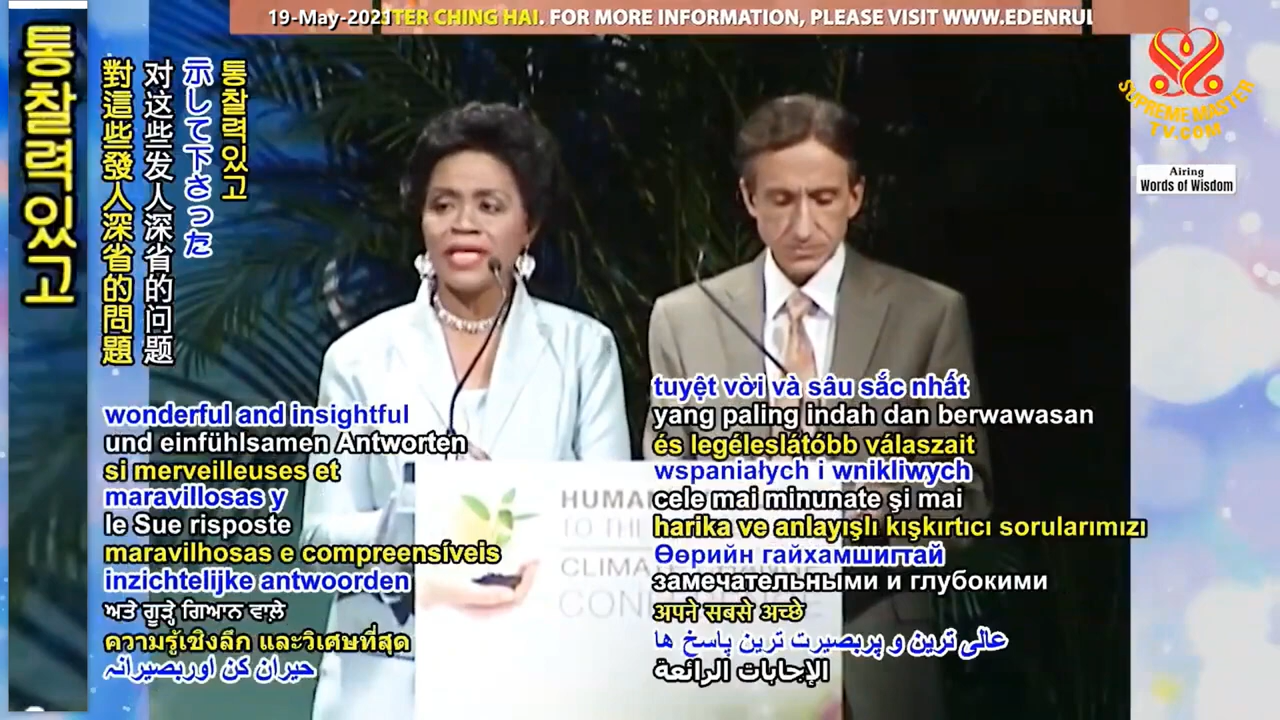 19-May-2021
TER CHING HAI. FOR MORE INFORMATION, PLEASE VISIT WWW.EDENRUL
SUPREME MASTER
TV.COM
Airing
Words of Wisdom
통찰력있고
통찰력있고
示して下さった
对这些发人深省的问题
對這些發人深省的問題
wonderful and insightful
und einfühlsamen Antworten
si merveilleuses et
maravillosas y
le Sue risposte
maravilhosas e compreensíveis
inzichtelijke antwoorden
ਅਤੇ ਗੂੜ੍ਹੇ ਗਿਆਨ ਵਾਲ਼ੇ
ความรู้เชิงลึก และวิเศษที่สุด
حیران کن اوربصیرانہ
tuyệt vời và sâu sắc nhất
yang paling indah dan berwawasan
és legéleslátóbb válaszait
wspaniałych i wnikliwych
cele mai minunate şi mai
harika ve anlayışlı kışkırtıcı sorularımızı
Өөрийн гайхамшигтай
замечательными и глубокими
अपने सबसे अच्छे
عالی ترین و پربصیرت ترین پاسخ ها
الإجابات الرائعة
HUMA
TO THE
CLIMATE CHANGE
CON